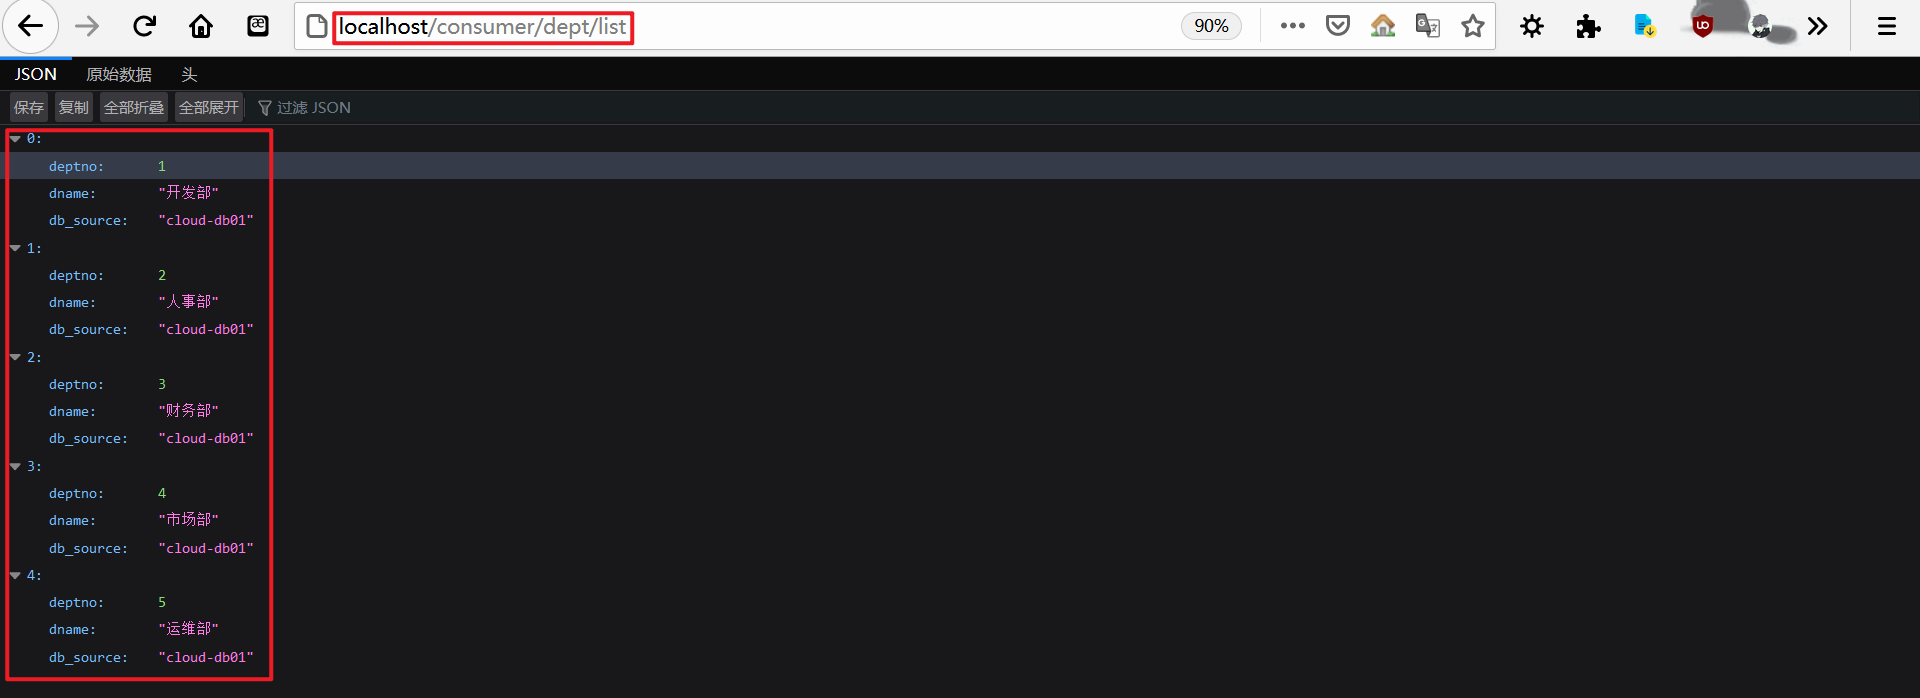 localhost/consumer/dept/list 90%
JSON 原始数据 头
保存 复制 全部折叠 全部展开 过滤 JSON
0:
deptno: 1
dname: "开发部"
db_source: "cloud-db01"
1:
deptno: 2
dname: "人事部"
db_source: "cloud-db01"
2:
deptno: 3
dname: "财务部"
db_source: "cloud-db01"
3:
deptno: 4
dname: "市场部"
db_source: "cloud-db01"
4:
deptno: 5
dname: "运维部"
db_source: "cloud-db01"